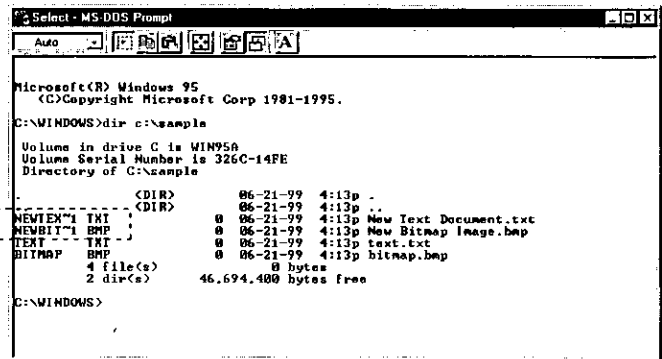 Select - MS-DOS Prompt
Auto
A
Microsoft(R) Windows 95
(C)Copyright Microsoft Corp 1981-1995.
C:\WINDOWS>dir c:\sample
Volume in drive C is WIN95A
Volume Serial Number is 326C-14FE
Directory of C:\sample
. <DIR> 06-21-99 4:13p .
.. <DIR> 06-21-99 4:13p ..
NEWTEX~1 TXT 0 06-21-99 4:13p New Text Document.txt
NEWBIT~1 BMP 0 06-21-99 4:13p New Bitmap Image.bmp
TEXT TXT 0 06-21-99 4:13p text.txt
BITMAP BMP 0 06-21-99 4:13p bitmap.bmp
4 file(s) 0 bytes
2 dir(s) 46,694,400 bytes free
C:\WINDOWS>